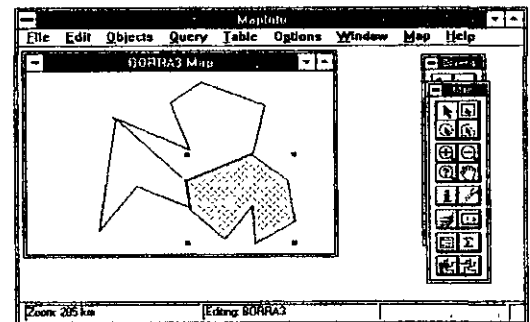 MapInfo
File Edit Objects Query Table Options Window Map Help
BORRA3 Map
Zoom: 205 km
Editing: BORRA3